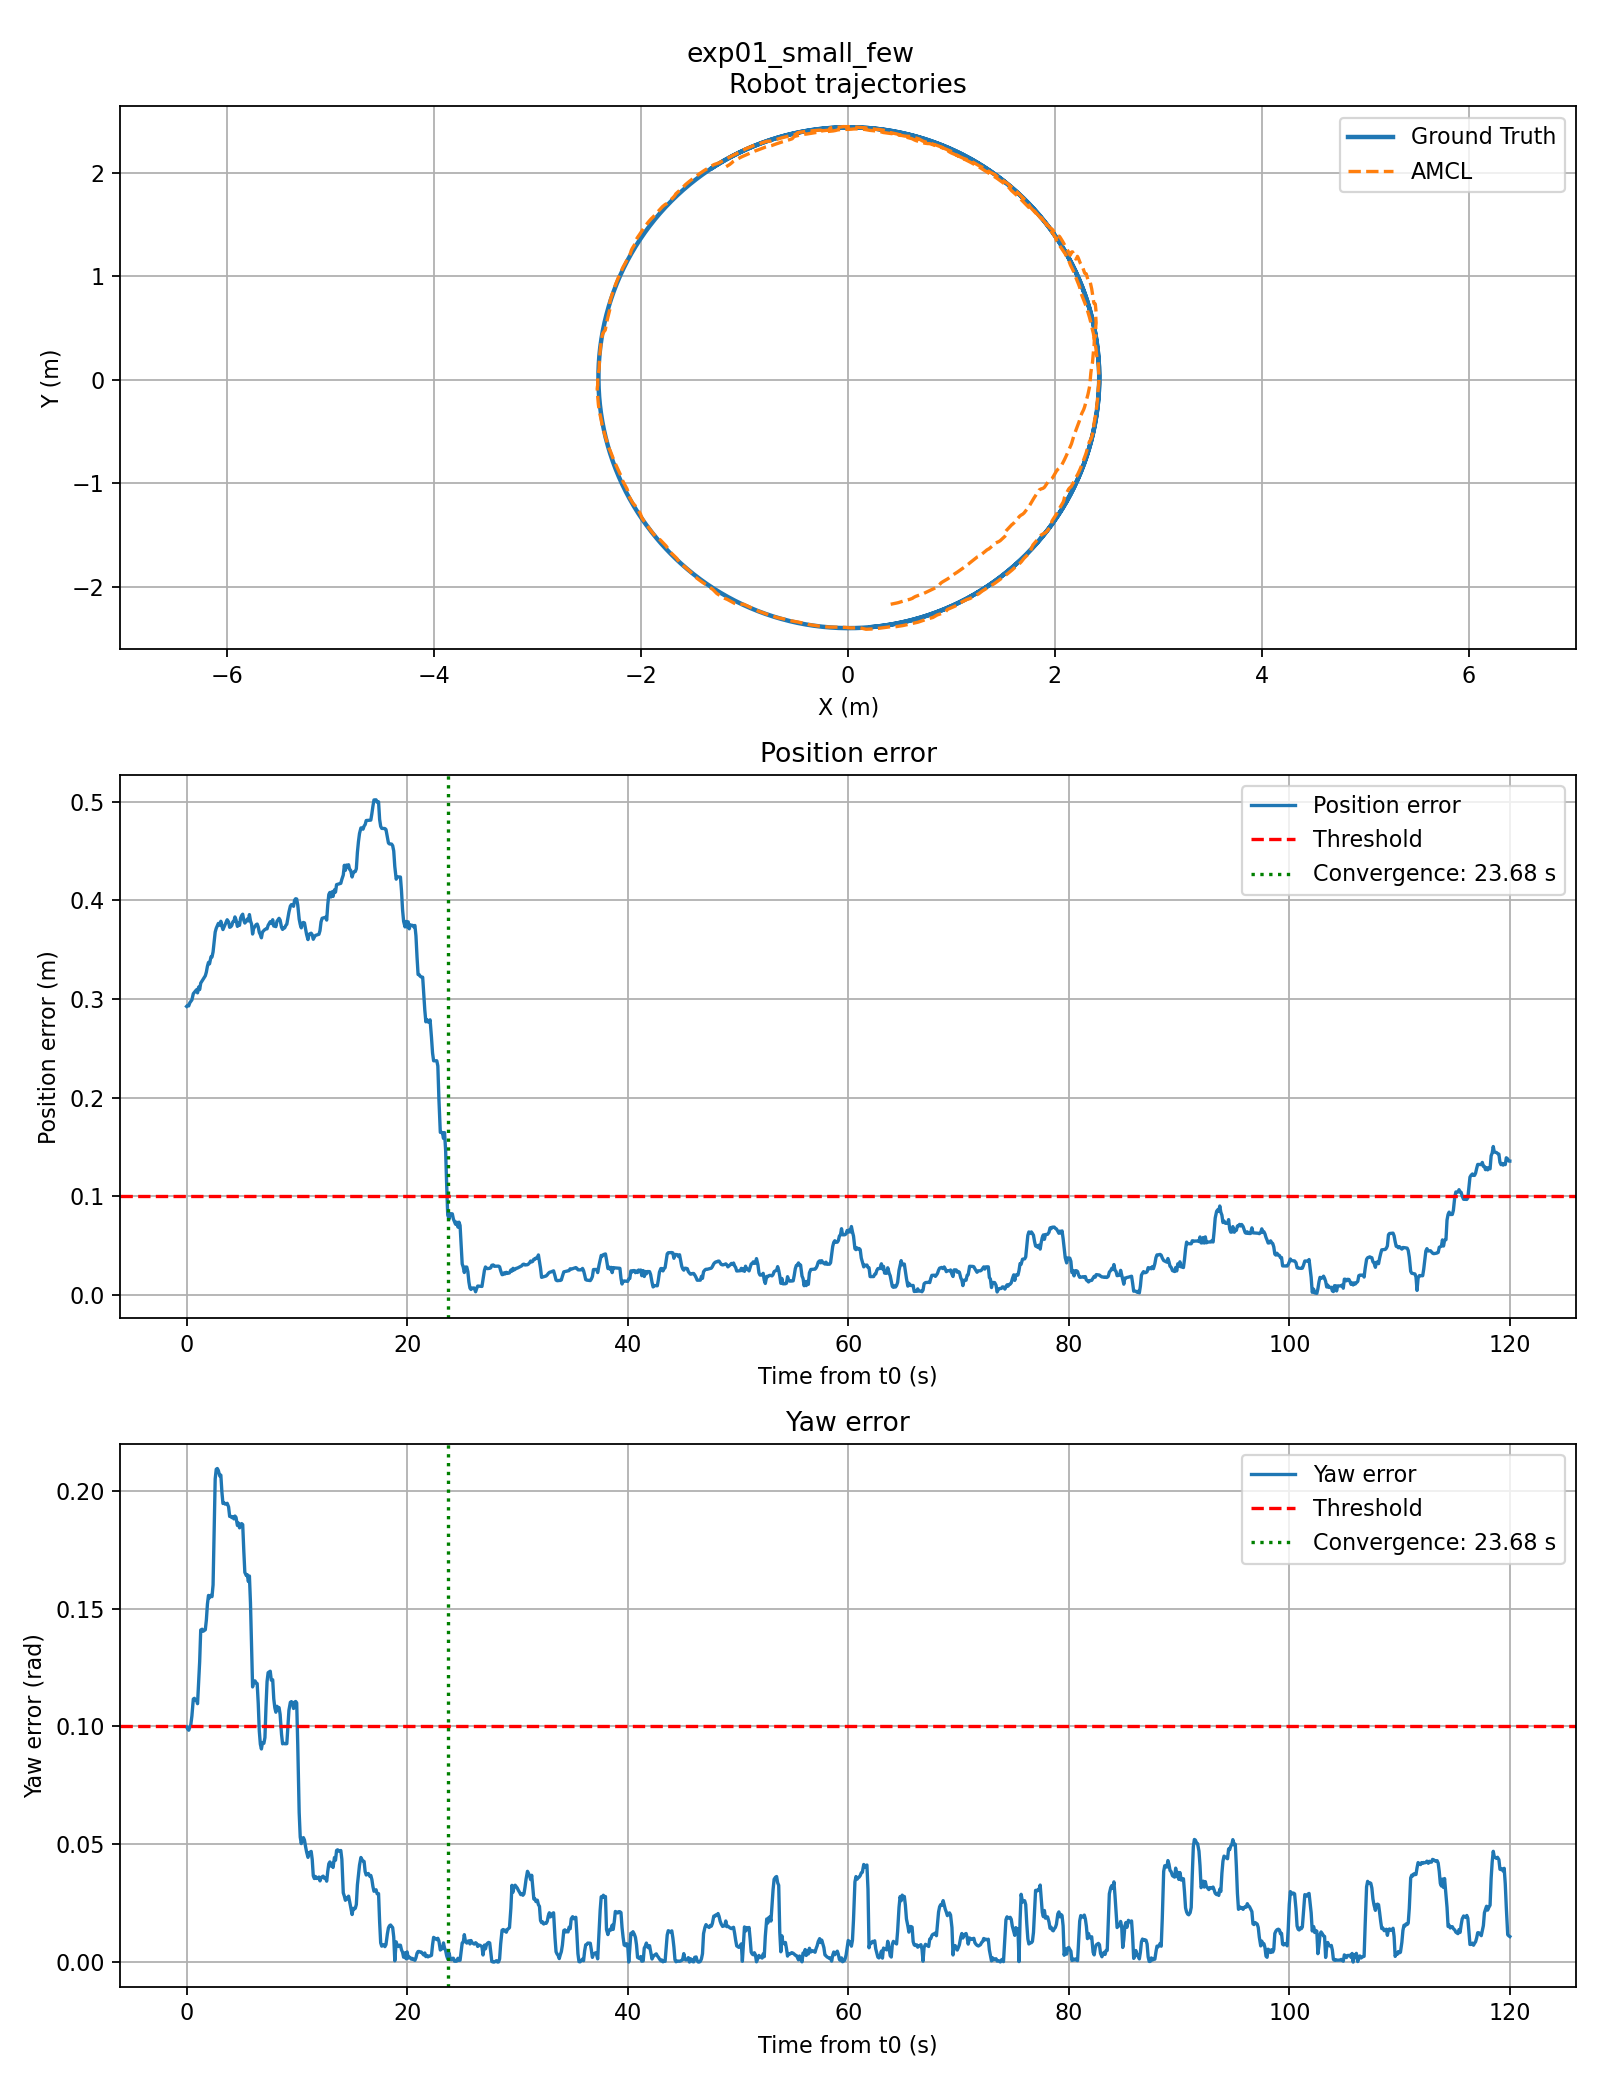 exp01_small_few
Robot trajectories
Ground Truth
AMCL
2
1
0
−1
−2
Y (m)
−6 −4 −2 0 2 4 6
X (m)
Position error
Position error
Threshold
Convergence: 23.68 s
0.5
0.4
0.3
0.2
0.1
0.0
Position error (m)
0 20 40 60 80 100 120
Time from t0 (s)
Yaw error
Yaw error
Threshold
Convergence: 23.68 s
0.20
0.15
0.10
0.05
0.00
Yaw error (rad)
0 20 40 60 80 100 120
Time from t0 (s)